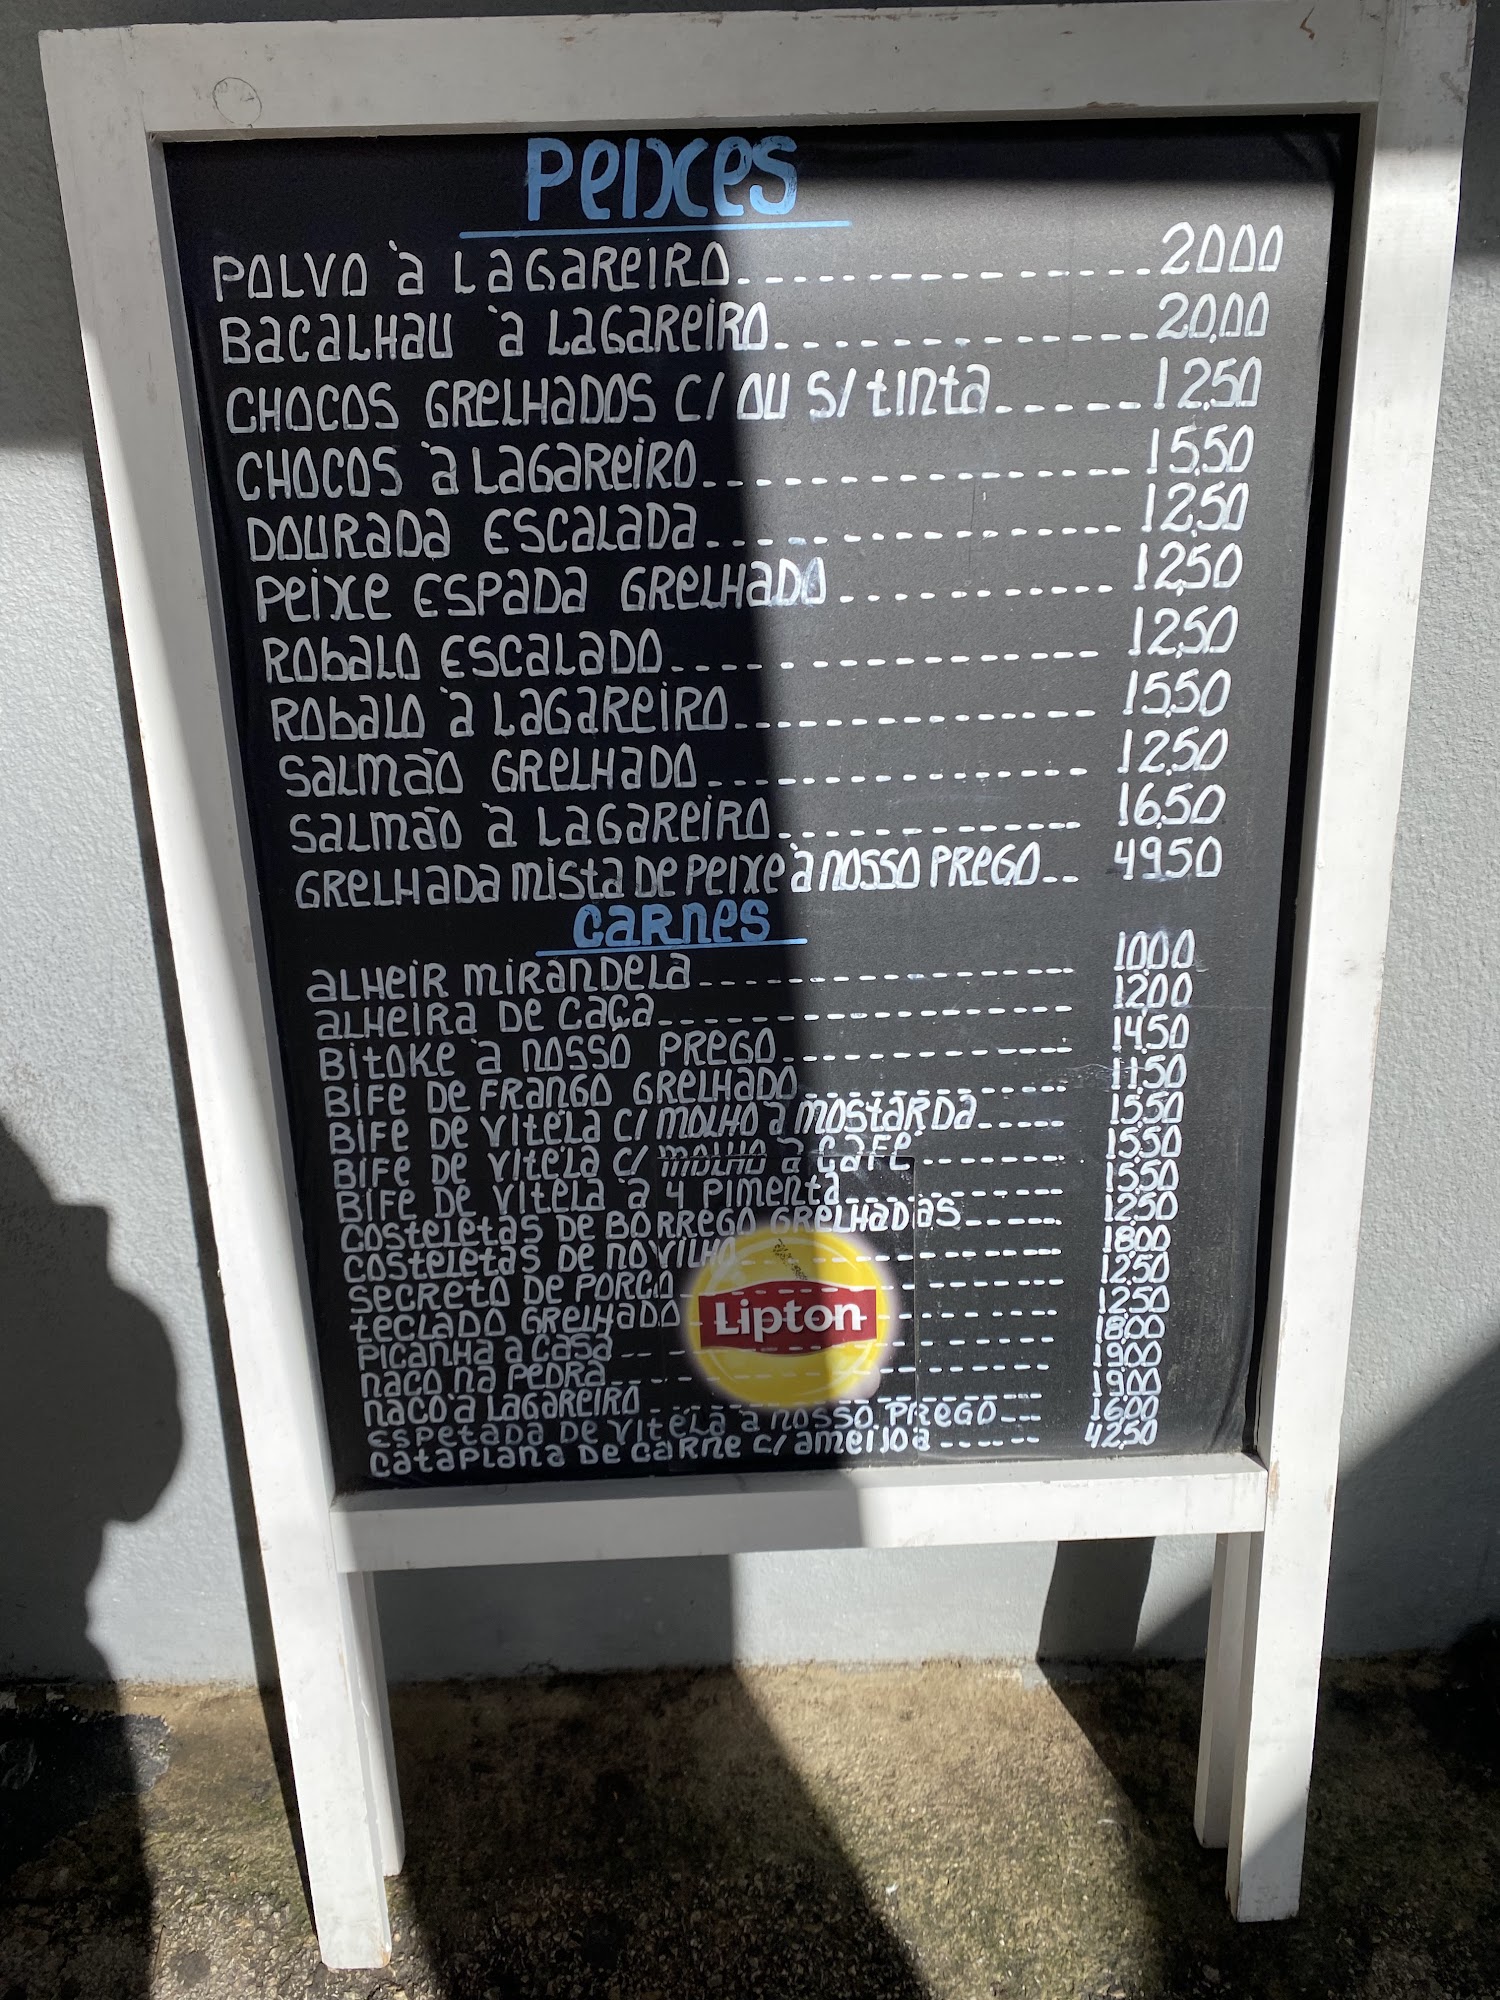 Peixes
POLVO à LAGAREIRO 20,00
BACALHAU à LAGAREIRO 20,00
CHOCOS GRELHADOS C/ OU S/ tinta 12,50
CHOCOS à LAGAREIRO 15,50
DOURADA ESCALADA 12,50
Peixe ESPADA GRELHADO 12,50
ROBALO ESCALADO 12,50
ROBALO à LAGAREIRO 15,50
SALMÃO GRELHADO 12,50
SALMÃO à LAGAREIRO 16,50
GRELHADA mista DE Peixe à nosso PREGO 49,50
CARNES
ALHEIR MIRANDELA 10,00
ALHEIRA DE CAÇA 12,00
BITOKE à nosso PREGO 14,50
BIFE DE FRANGO GRELHADO 11,50
BIFE DE VITELA C/ MOLHO à MOSTARDA 15,50
BIFE DE VITELA C/ MOLHO à CAFÉ 15,50
BIFE DE VITELA à 4 PIMENTA 15,50
COSTELETAS DE BORREGO GRELHADAS 12,50
COSTELETAS DE NOVILHO 18,00
SECRETO DE PORCO 12,50
TECLADO GRELHADO 12,50
PICANHA à CASA 18,00
NACO NA PEDRA 19,00
NACO à LAGAREIRO 19,00
ESPETADA DE VITELA à nosso PREGO 16,00
CATAPLANA DE CARNE C/ AMEIJOA 42,50
Lipton